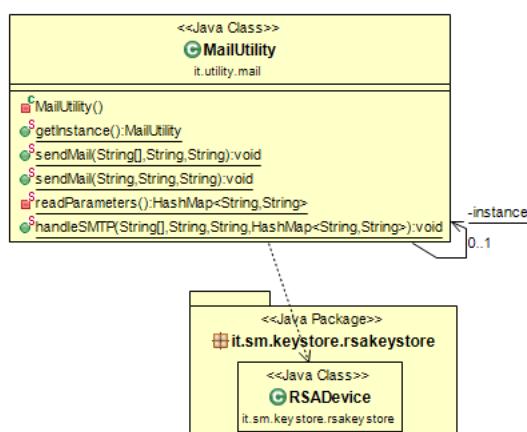 <<Java Class>>
MailUtility
it.utility.mail
MailUtility()
getInstance():MailUtility
sendMail(String[],String,String):void
sendMail(String,String,String):void
readParameters():HashMap<String,String>
handleSMTP(String[],String,String,HashMap<String,String>):void
-instance
0..1
<<Java Package>>
it.sm.keystore.rsakeystore
<<Java Class>>
RSADevice
it.sm.keystore.rsakeystore